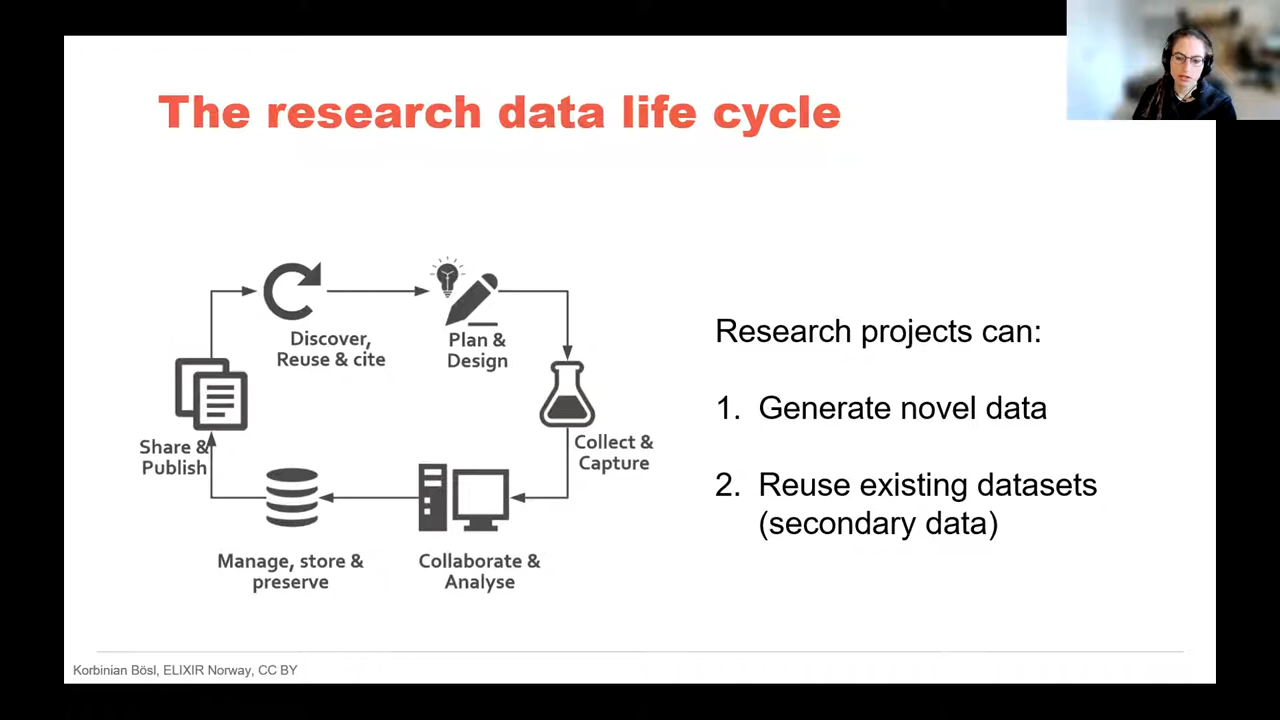 The research data life cycle
Discover,
Reuse & cite
Plan &
Design
Collect &
Capture
Collaborate &
Analyse
Manage, store &
preserve
Share &
Publish
Research projects can:
1. Generate novel data
2. Reuse existing datasets
(secondary data)
Korbinian Bösl, ELIXIR Norway, CC BY